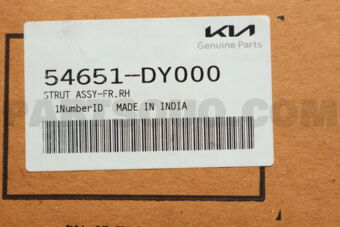 KIA
Genuine Parts
54651-DY000
STRUT ASSY-FR,RH
1NumberID MADE IN INDIA